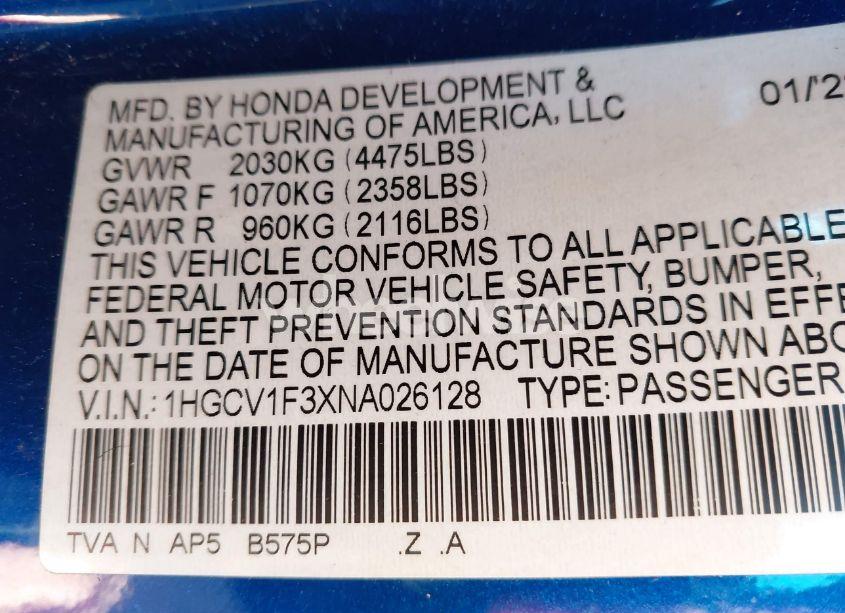 MFD. BY HONDA DEVELOPMENT &
MANUFACTURING OF AMERICA, LLC
01/'2
GVWR 2030KG (4475LBS)
GAWR F 1070KG (2358LBS)
GAWR R 960KG (2116LBS)
THIS VEHICLE CONFORMS TO ALL APPLICABLE
FEDERAL MOTOR VEHICLE SAFETY, BUMPER,
AND THEFT PREVENTION STANDARDS IN EFFE
ON THE DATE OF MANUFACTURE SHOWN ABO
V.I.N.: 1HGCV1F3XNA026128 TYPE: PASSENGER
TVA N AP5 B575P .Z .A